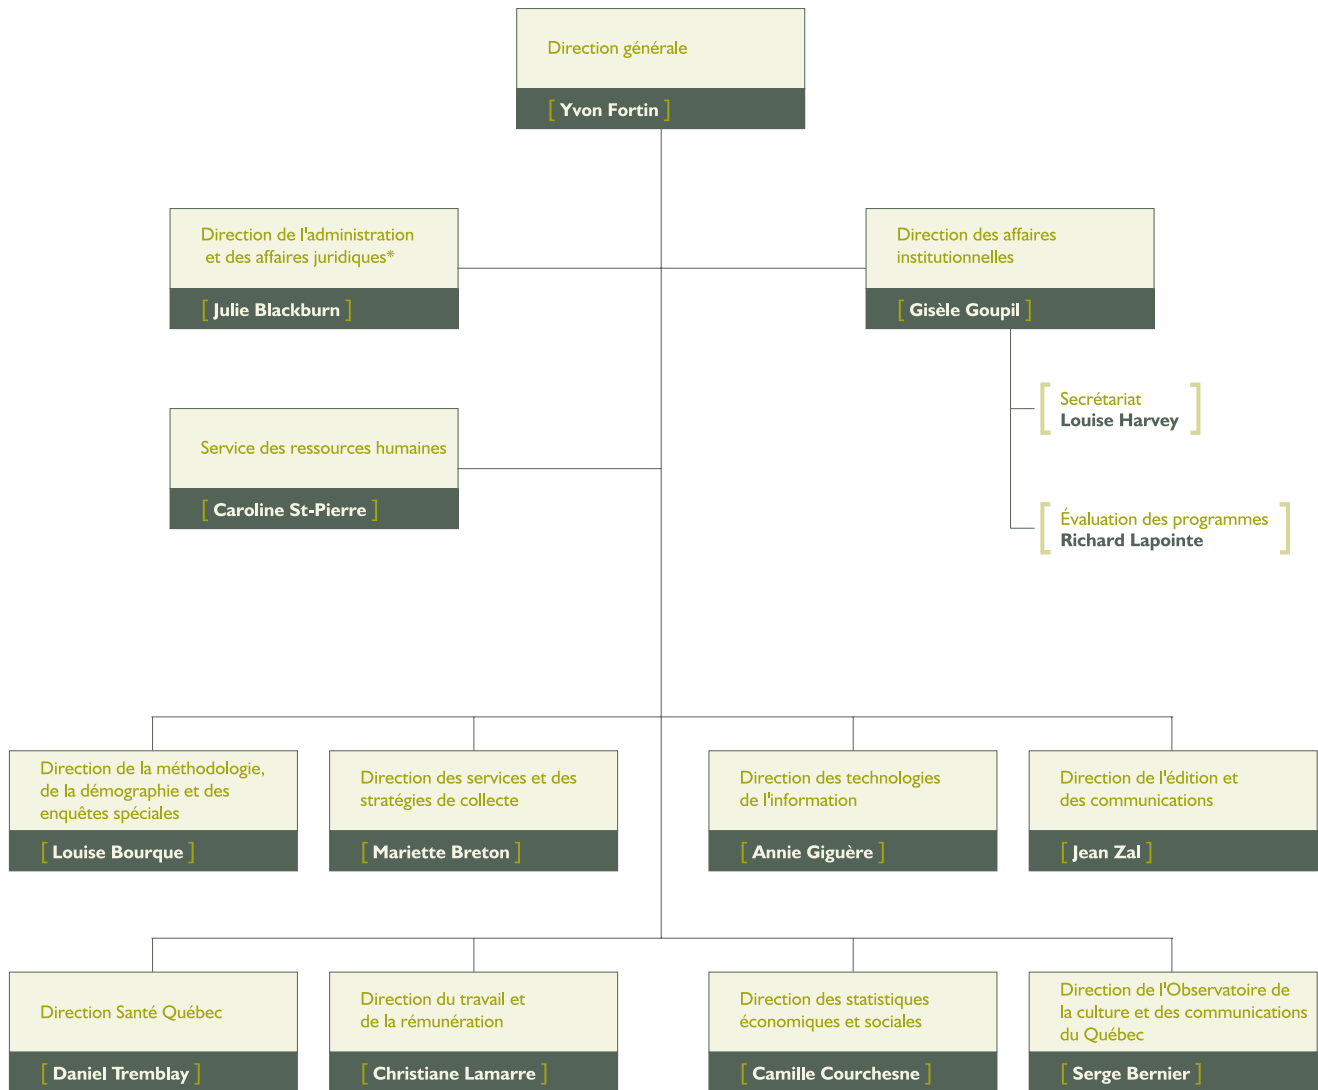 Direction générale
[ Yvon Fortin ]
Direction de l'administration
et des affaires juridiques*
[ Julie Blackburn ]
Direction des affaires
institutionnelles
[ Gisèle Goupil ]
Secrétariat
Louise Harvey
Service des ressources humaines
[ Caroline St-Pierre ]
Évaluation des programmes
Richard Lapointe
Direction de la méthodologie,
de la démographie et des
enquêtes spéciales
[ Louise Bourque ]
Direction des services et des
stratégies de collecte
[ Mariette Breton ]
Direction des technologies
de l'information
[ Annie Giguère ]
Direction de l'édition et
des communications
[ Jean Zal ]
Direction Santé Québec
[ Daniel Tremblay ]
Direction du travail et
de la rémunération
[ Christiane Lamarre ]
Direction des statistiques
économiques et sociales
[ Camille Courchesne ]
Direction de l'Observatoire de
la culture et des communications
du Québec
[ Serge Bernier ]